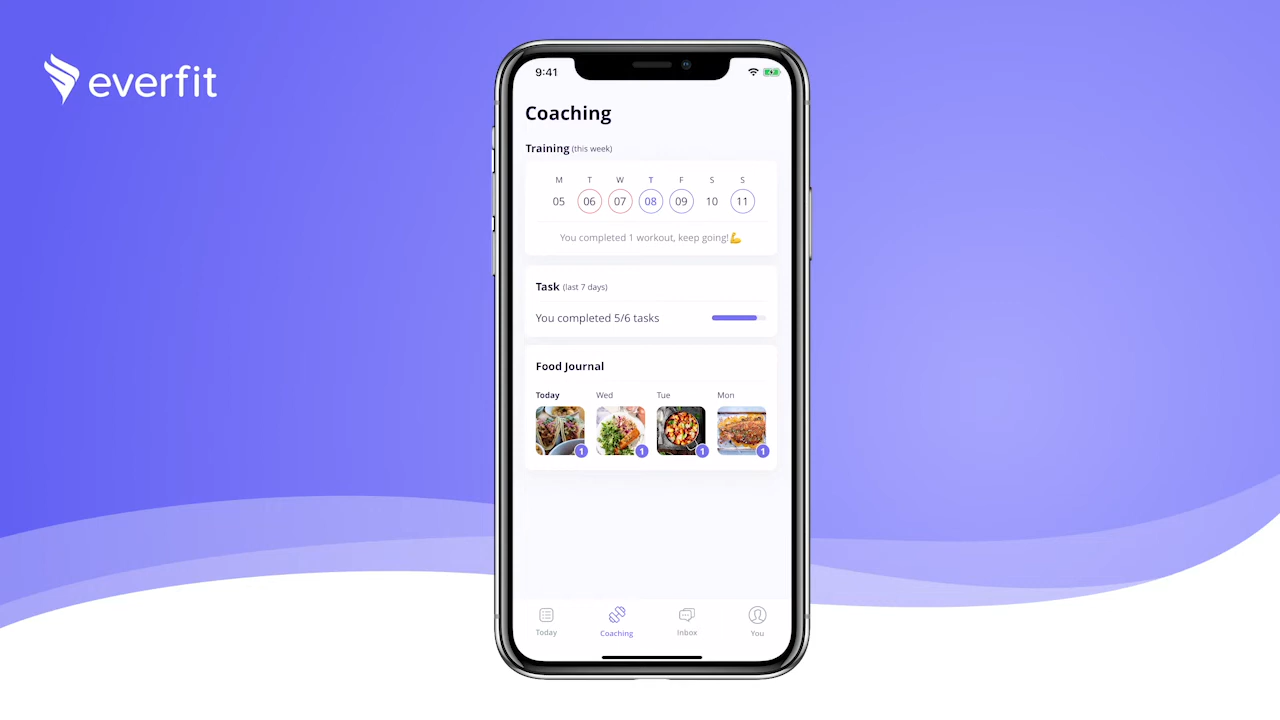 everfit
9:41
Coaching
Training (this week)
M T W T F S S
05 06 07 08 09 10 11
You completed 1 workout, keep going!💪
Task (last 7 days)
You completed 5/6 tasks
Food Journal
Today Wed Tue Mon
1 1 1 1
Today Coaching Inbox You